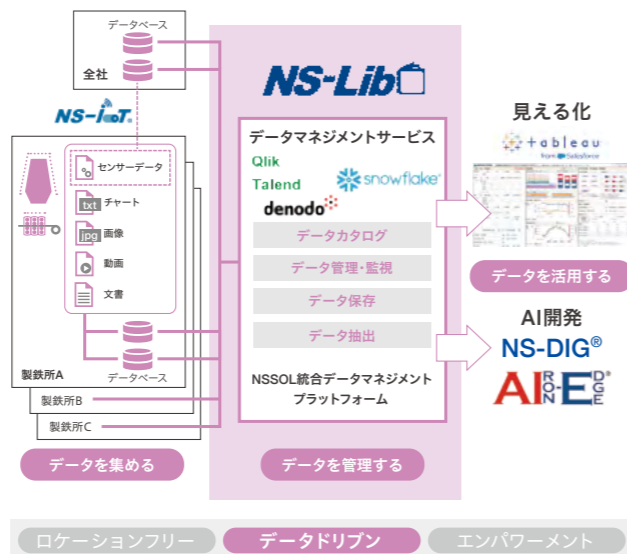 データベース
全社
NS-IoT®
センサーデータ
txt チャート
jpg 画像
動画
文書
データベース
製鉄所A
製鉄所B
製鉄所C
データを集める
NS-Lib
データマネジメントサービス
Qlik
Talend
snowflake®
denodo
データカタログ
データ管理・監視
データ保存
データ抽出
NSSOL統合データマネジメント
プラットフォーム
データを管理する
見える化
+ableau
from Salesforce
データを活用する
AI開発
NS-DIG®
AIRON-EDGE®
ロケーションフリー
データドリブン
エンパワーメント